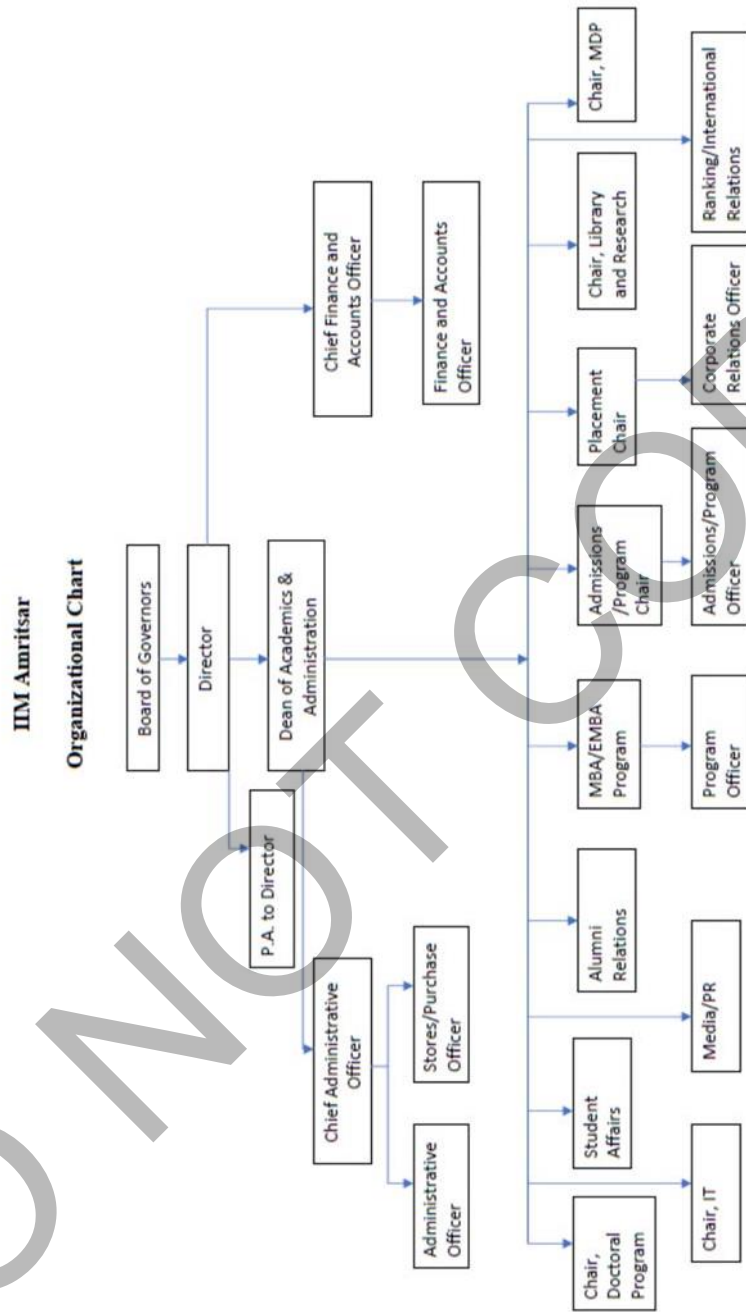 IIM Amritsar
Organizational Chart
Board of Governors
Director
P.A. to Director
Dean of Academics &
Administration
Chief Administrative
Officer
Chief Finance and
Accounts Officer
Administrative
Officer
Stores/Purchase
Officer
Finance and Accounts
Officer
Chair,
Doctoral
Program
Student
Affairs
Alumni
Relations
MBA/EMBA
Program
Admissions
/Program
Chair
Placement
Chair
Chair, Library
and Research
Chair, MDP
Chair, IT
Media/PR
Program
Officer
Admissions/Program
Officer
Corporate
Relations Officer
Ranking/International
Relations
O NOT CO